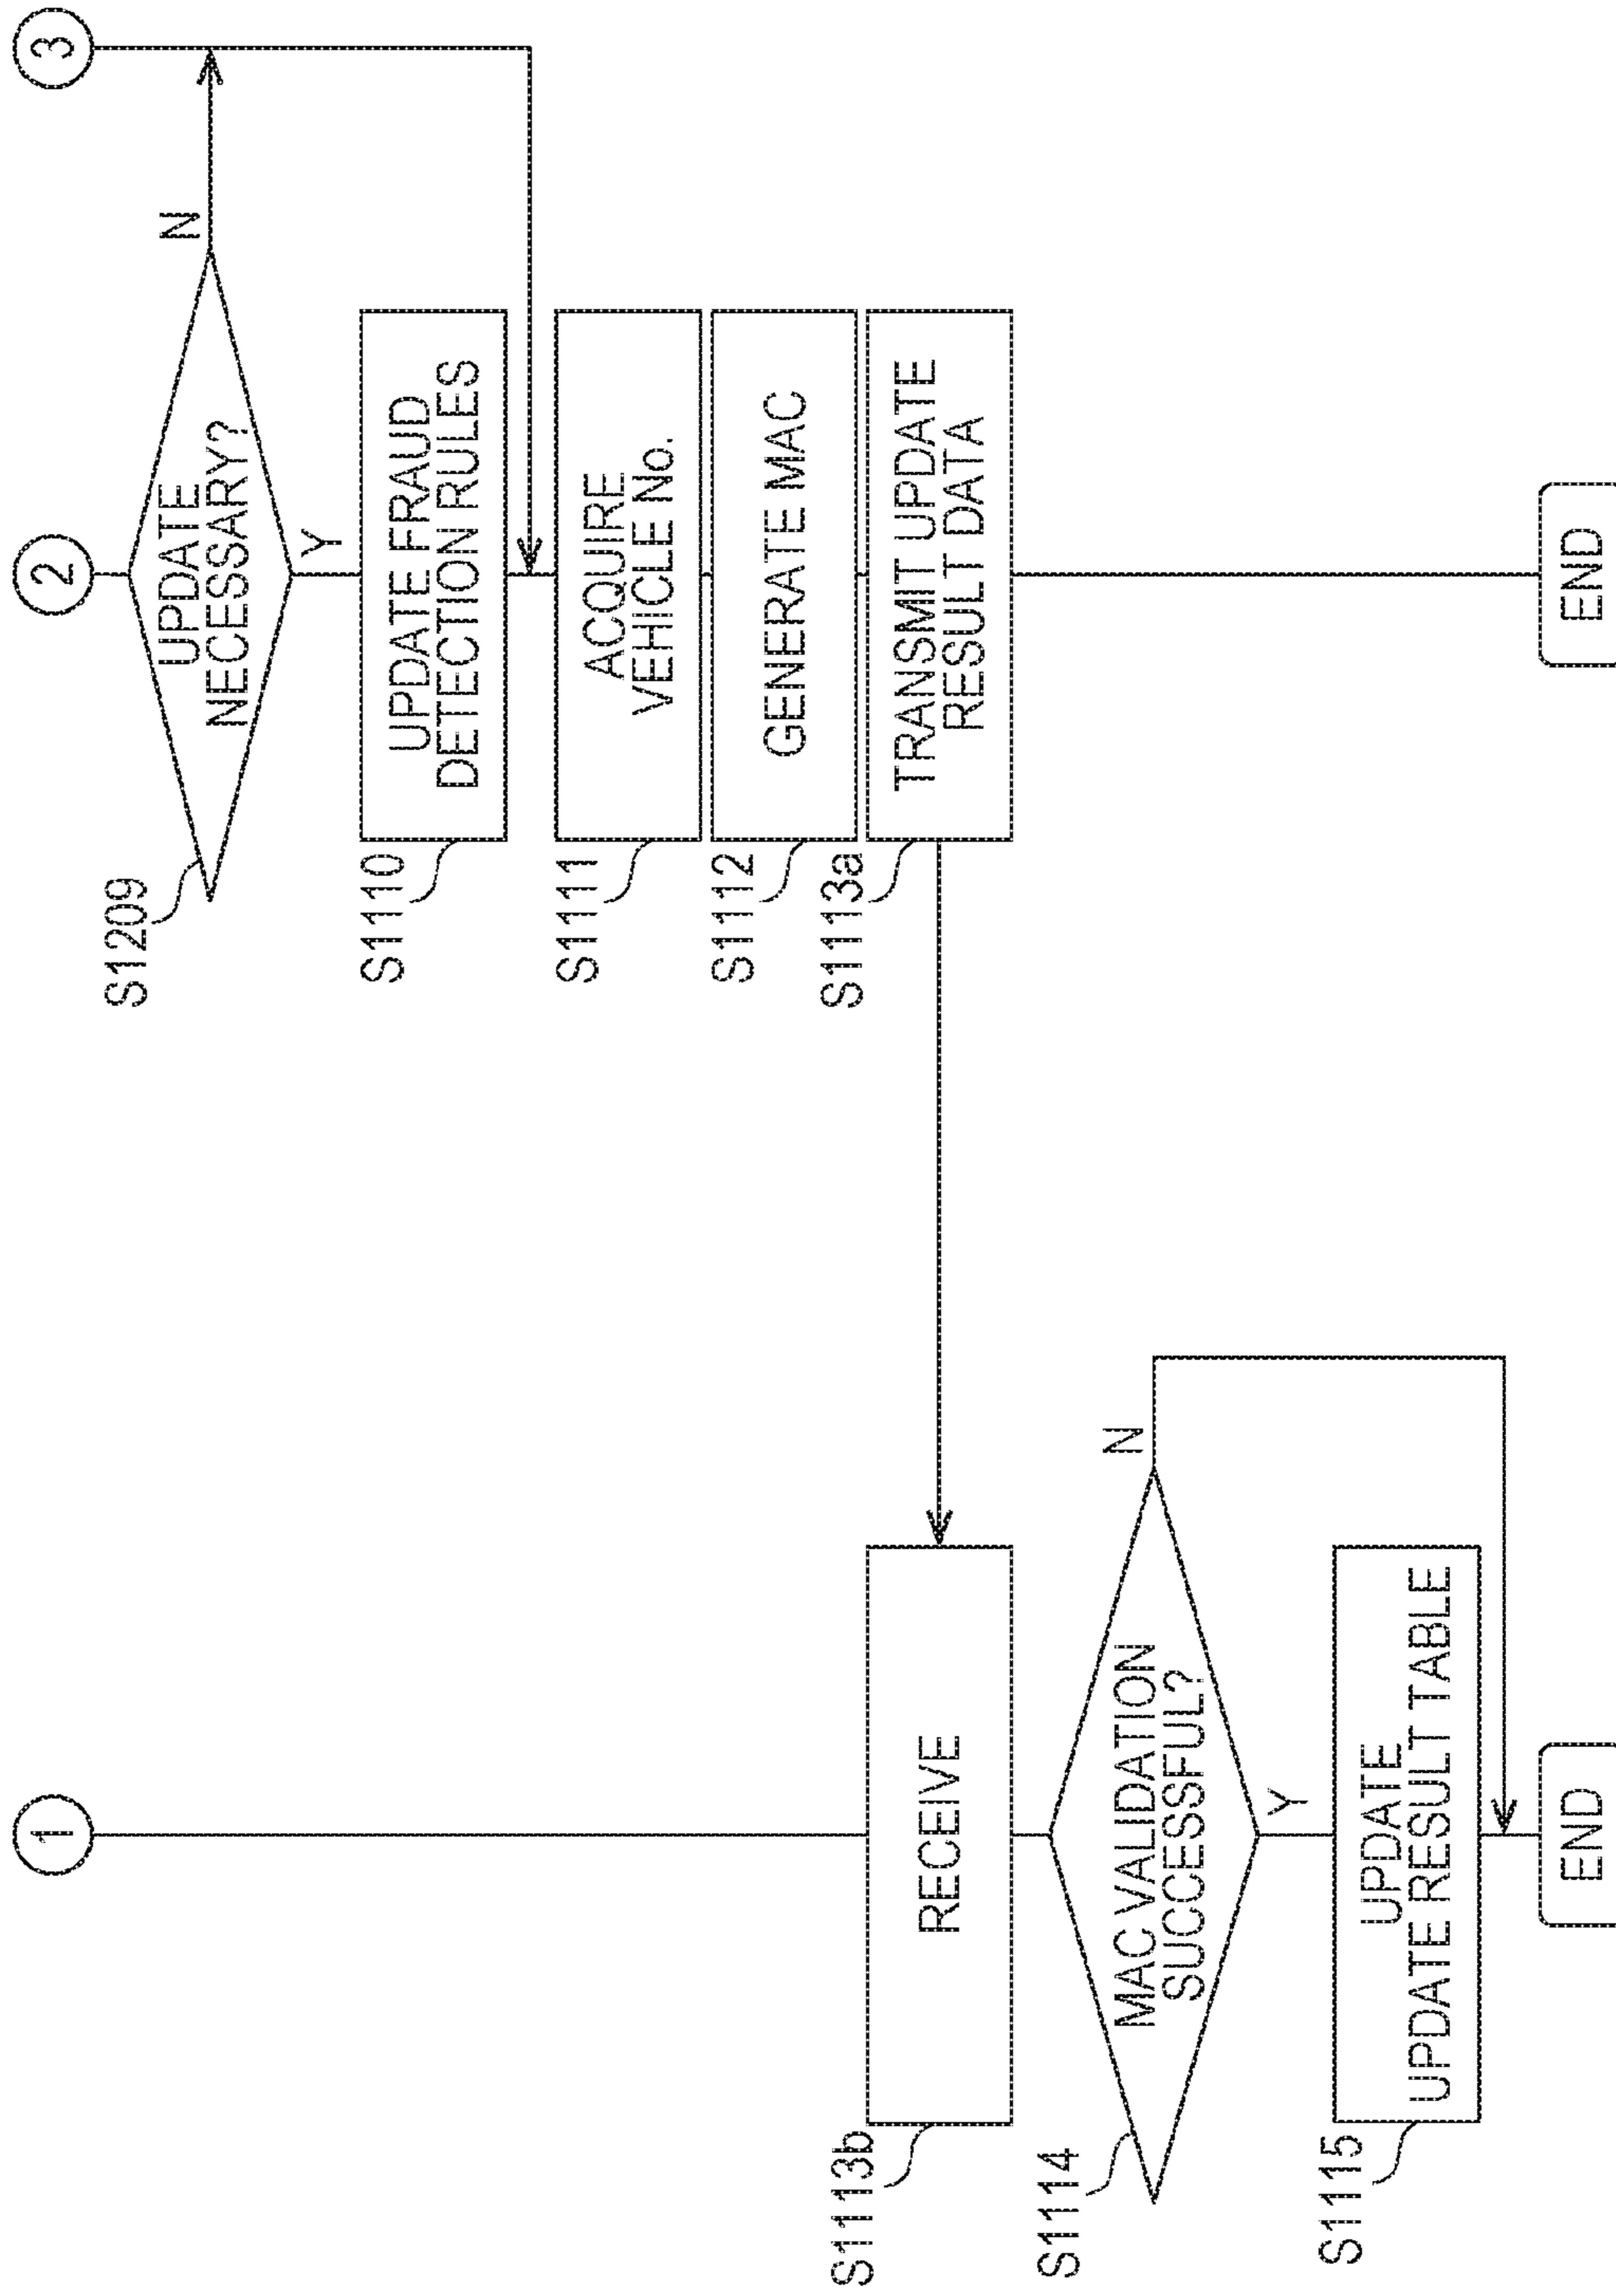 1
2
3
S1209
UPDATE
NECESSARY?
N
Y
S1110
UPDATE FRAUD
DETECTION RULES
S1111
ACQUIRE
VEHICLE No.
S1112
GENERATE MAC
S1113a
TRANSMIT UPDATE
RESULT DATA
S1113b
RECEIVE
S1114
MAC VALIDATION
SUCCESSFUL?
N
Y
S1115
UPDATE
UPDATE RESULT TABLE
END
END